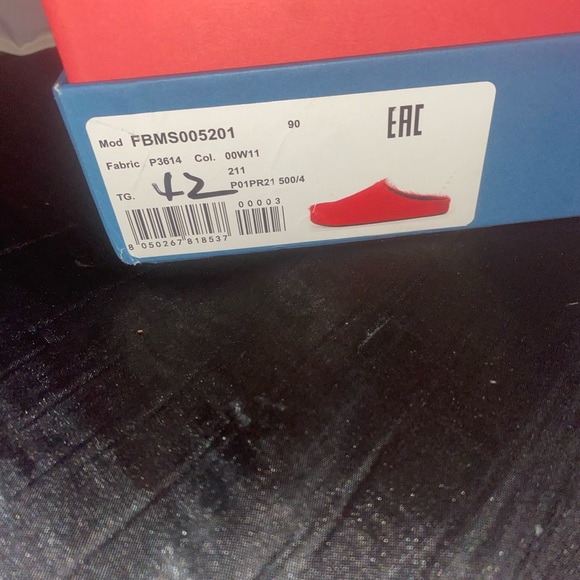 Mod FBMS005201 90
EAC
Fabric P3614 Col. 00W11
211
TG. 42 P01PR21 500/4
00003
8 050267 818537